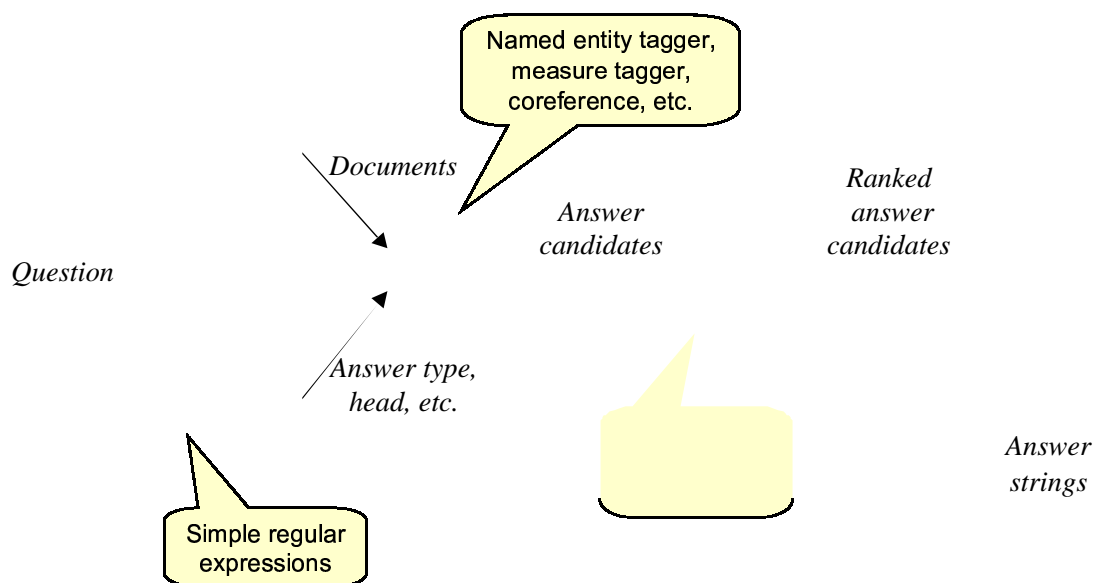 Named entity tagger,
measure tagger,
coreference, etc.
Documents
Ranked
answer
candidates
Answer
candidates
Question
Answer type,
head, etc.
Answer
strings
Simple regular
expressions